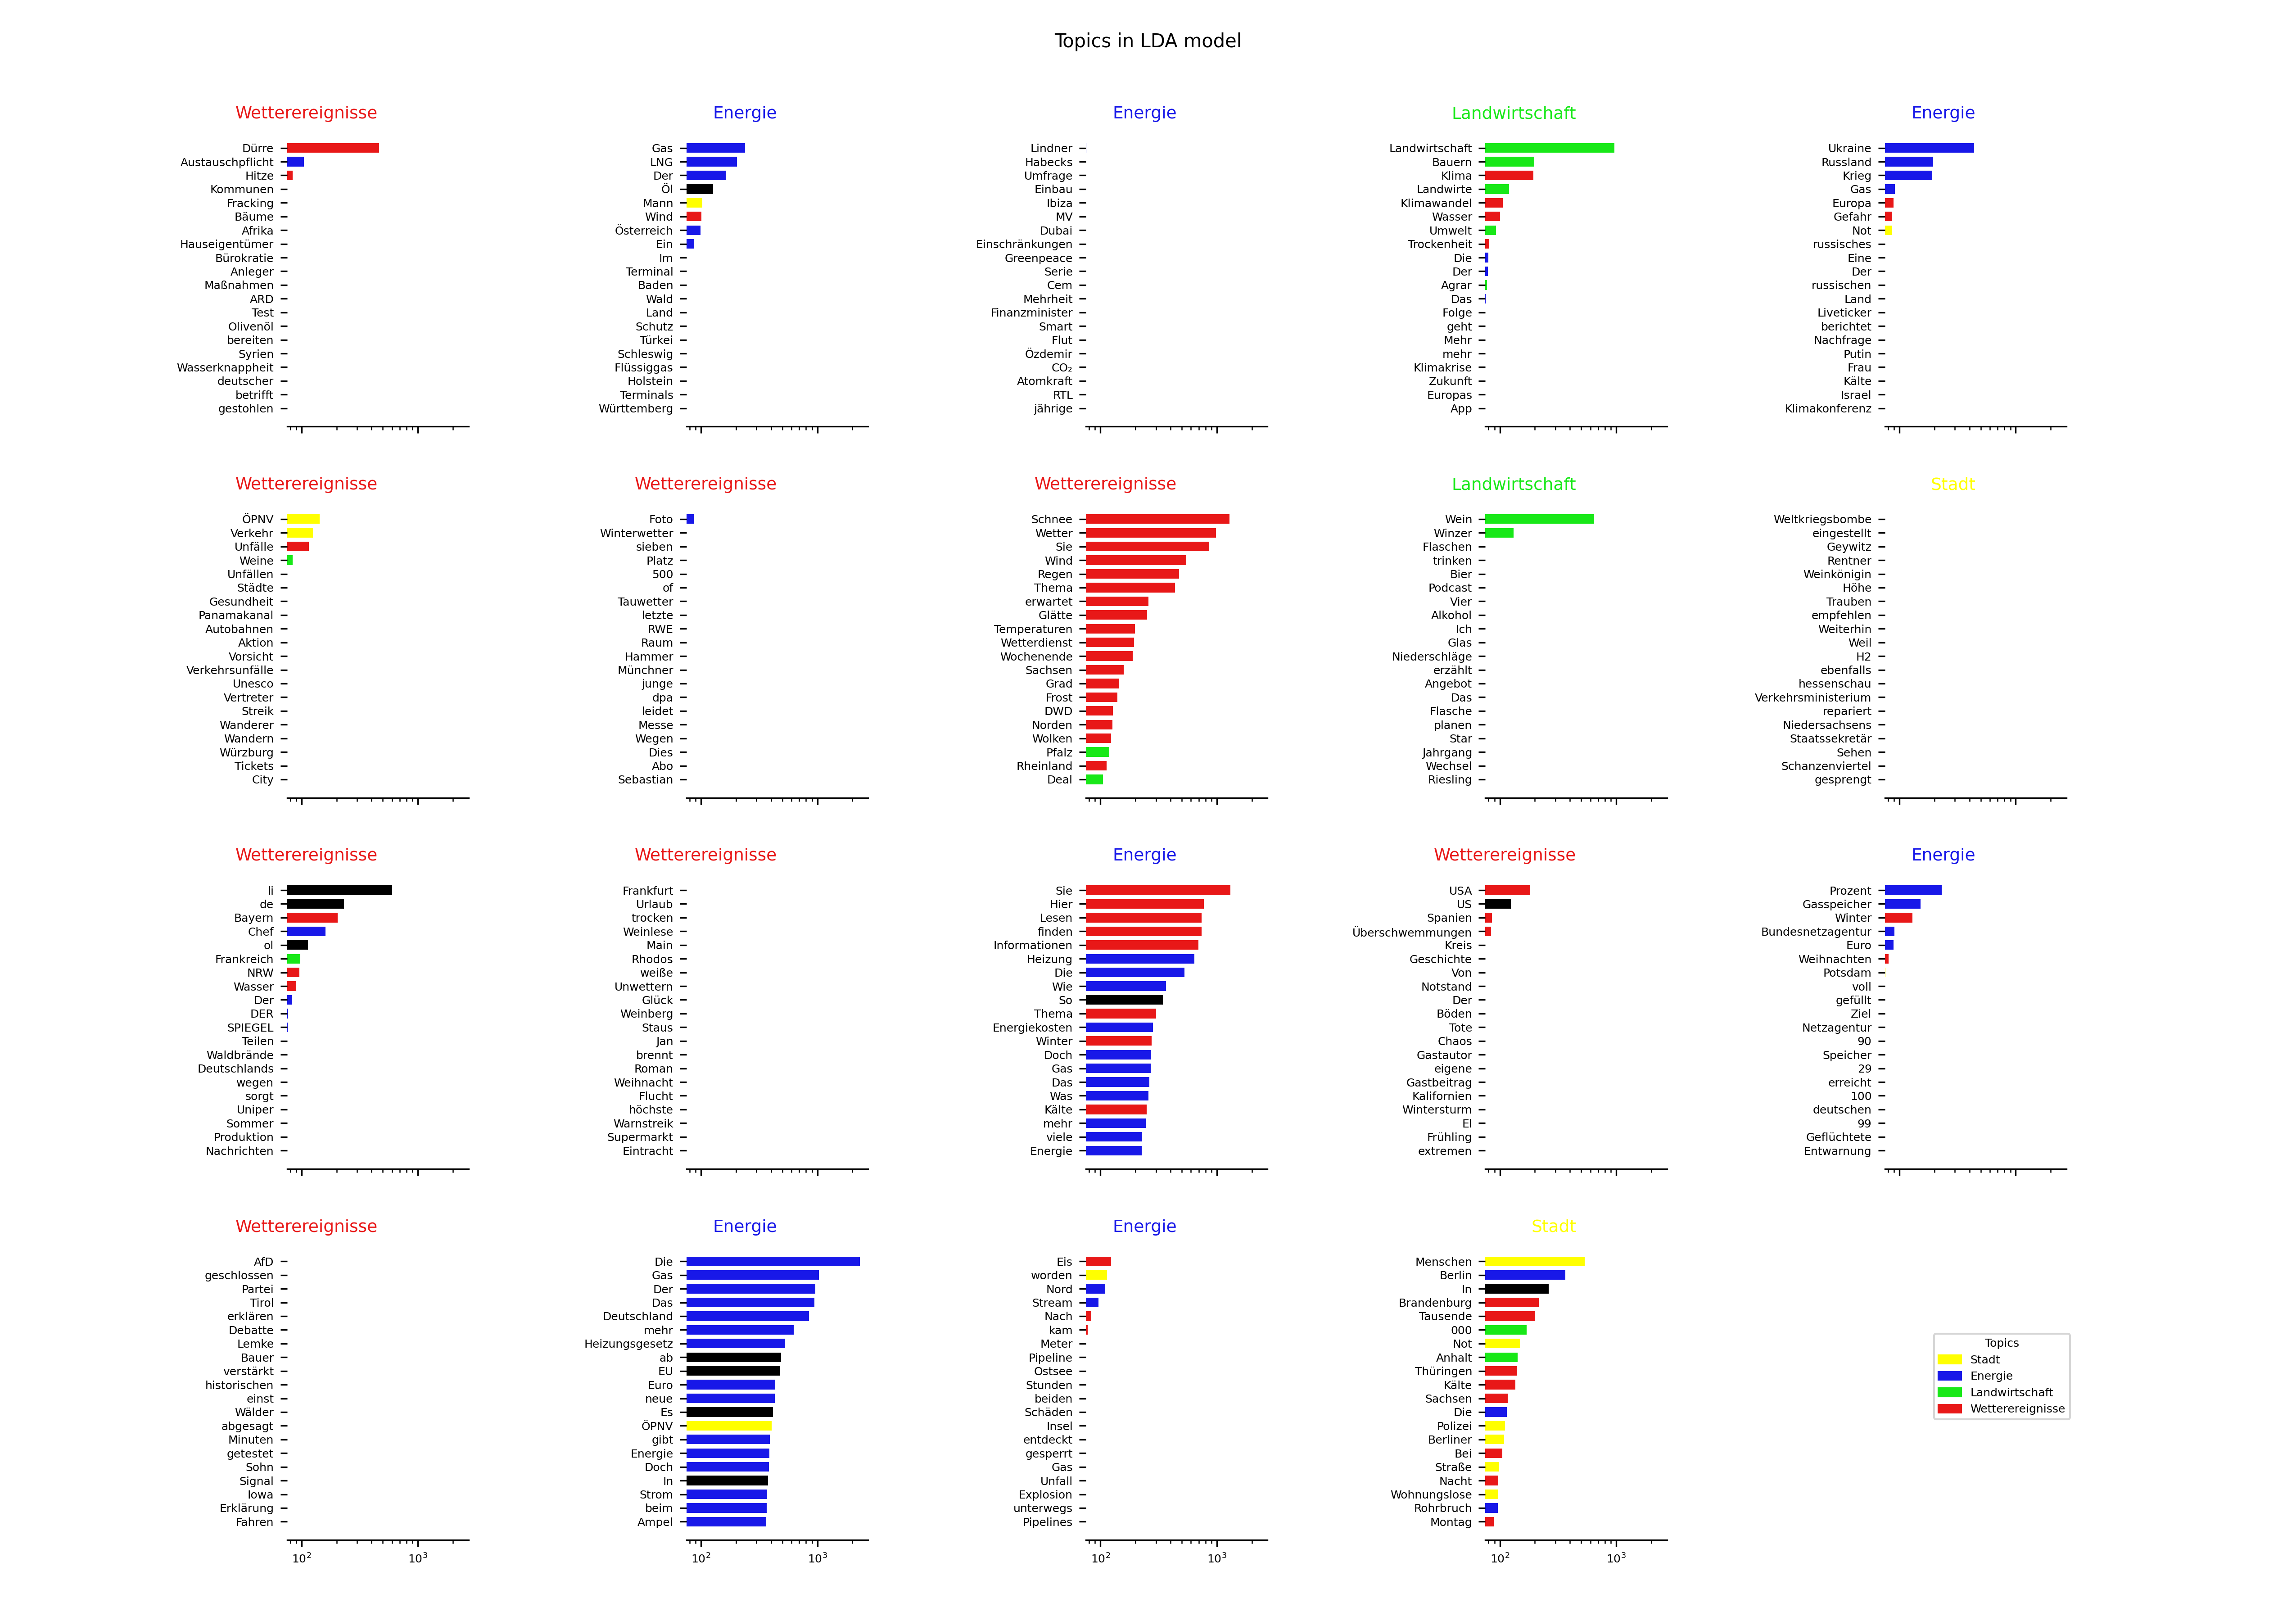 Topics in LDA model
Wetterereignisse
Dürre
Austauschpflicht
Hitze
Kommunen
Fracking
Bäume
Afrika
Hauseigentümer
Bürokratie
Anleger
Maßnahmen
ARD
Test
Olivenöl
bereiten
Syrien
Wasserknappheit
deutscher
betrifft
gestohlen
Energie
Gas
LNG
Der
Öl
Mann
Wind
Österreich
Ein
Im
Terminal
Baden
Wald
Land
Schutz
Türkei
Schleswig
Flüssiggas
Holstein
Terminals
Württemberg
Energie
Lindner
Habecks
Umfrage
Einbau
Ibiza
MV
Dubai
Einschränkungen
Greenpeace
Serie
Cem
Mehrheit
Finanzminister
Smart
Flut
Özdemir
CO₂
Atomkraft
RTL
jährige
Landwirtschaft
Landwirtschaft
Bauern
Klima
Landwirte
Klimawandel
Wasser
Umwelt
Trockenheit
Die
Der
Agrar
Das
Folge
geht
Mehr
mehr
Klimakrise
Zukunft
Europas
App
Energie
Ukraine
Russland
Krieg
Gas
Europa
Gefahr
Not
russisches
Eine
Der
russischen
Land
Liveticker
berichtet
Nachfrage
Putin
Frau
Kälte
Israel
Klimakonferenz
Wetterereignisse
ÖPNV
Verkehr
Unfälle
Weine
Unfällen
Städte
Gesundheit
Panamakanal
Autobahnen
Aktion
Vorsicht
Verkehrsunfälle
Unesco
Vertreter
Streik
Wanderer
Wandern
Würzburg
Tickets
City
Wetterereignisse
Foto
Winterwetter
sieben
Platz
500
of
Tauwetter
letzte
RWE
Raum
Hammer
Münchner
junge
dpa
leidet
Messe
Wegen
Dies
Abo
Sebastian
Wetterereignisse
Schnee
Wetter
Sie
Wind
Regen
Thema
erwartet
Glätte
Temperaturen
Wetterdienst
Wochenende
Sachsen
Grad
Frost
DWD
Norden
Wolken
Pfalz
Rheinland
Deal
Landwirtschaft
Wein
Winzer
Flaschen
trinken
Bier
Podcast
Vier
Alkohol
Ich
Glas
Niederschläge
erzählt
Angebot
Das
Flasche
planen
Star
Jahrgang
Wechsel
Riesling
Stadt
Weltkriegsbombe
eingestellt
Geywitz
Rentner
Weinkönigin
Höhe
Trauben
empfehlen
Weiterhin
Weil
H2
ebenfalls
hessenschau
Verkehrsministerium
repariert
Niedersachsens
Staatssekretär
Sehen
Schanzenviertel
gesprengt
Wetterereignisse
li
de
Bayern
Chef
ol
Frankreich
NRW
Wasser
Der
DER
SPIEGEL
Teilen
Waldbrände
Deutschlands
wegen
sorgt
Uniper
Sommer
Produktion
Nachrichten
Wetterereignisse
Frankfurt
Urlaub
trocken
Weinlese
Main
Rhodos
weiße
Unwettern
Glück
Weinberg
Staus
Jan
brennt
Roman
Weihnacht
Flucht
höchste
Warnstreik
Supermarkt
Eintracht
Energie
Sie
Hier
Lesen
finden
Informationen
Heizung
Die
Wie
So
Thema
Energiekosten
Winter
Doch
Gas
Das
Was
Kälte
mehr
viele
Energie
Wetterereignisse
USA
US
Spanien
Überschwemmungen
Kreis
Geschichte
Von
Notstand
Der
Böden
Tote
Chaos
Gastautor
eigene
Gastbeitrag
Kalifornien
Wintersturm
El
Frühling
extremen
Energie
Prozent
Gasspeicher
Winter
Bundesnetzagentur
Euro
Weihnachten
Potsdam
voll
gefüllt
Ziel
Netzagentur
90
Speicher
29
erreicht
100
deutschen
99
Geflüchtete
Entwarnung
Wetterereignisse
AfD
geschlossen
Partei
Tirol
erklären
Debatte
Lemke
Bauer
verstärkt
historischen
einst
Wälder
abgesagt
Minuten
getestet
Sohn
Signal
Iowa
Erklärung
Fahren
10² 10³
Energie
Die
Gas
Der
Das
Deutschland
mehr
Heizungsgesetz
ab
EU
Euro
neue
Es
ÖPNV
gibt
Energie
Doch
In
Strom
beim
Ampel
10² 10³
Energie
Eis
worden
Nord
Stream
Nach
kam
Meter
Pipeline
Ostsee
Stunden
beiden
Schäden
Insel
entdeckt
gesperrt
Gas
Unfall
Explosion
unterwegs
Pipelines
10² 10³
Stadt
Menschen
Berlin
In
Brandenburg
Tausende
000
Not
Anhalt
Thüringen
Kälte
Sachsen
Die
Polizei
Berliner
Bei
Straße
Nacht
Wohnungslose
Rohrbruch
Montag
10² 10³
Topics
Stadt
Energie
Landwirtschaft
Wetterereignisse